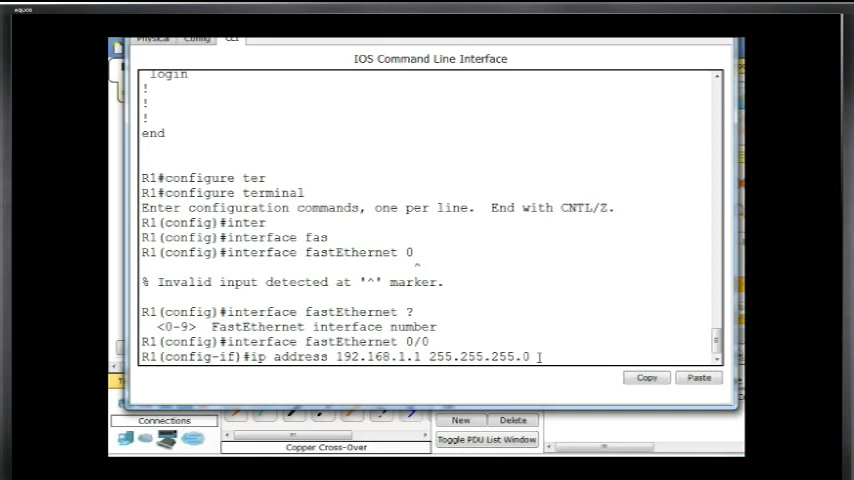 equos
Physical Config CLI
IOS Command Line Interface
login
!
!
!
end
R1#configure ter
R1#configure terminal
Enter configuration commands, one per line. End with CNTL/Z.
R1(config)#inter
R1(config)#interface fas
R1(config)#interface fastEthernet 0
^
% Invalid input detected at '^' marker.
R1(config)#interface fastEthernet ?
<0-9> FastEthernet interface number
R1(config)#interface fastEthernet 0/0
R1(config-if)#ip address 192.168.1.1 255.255.255.0
Copy Paste
Connections
New Delete
Toggle PDU List Window
Copper Cross-Over